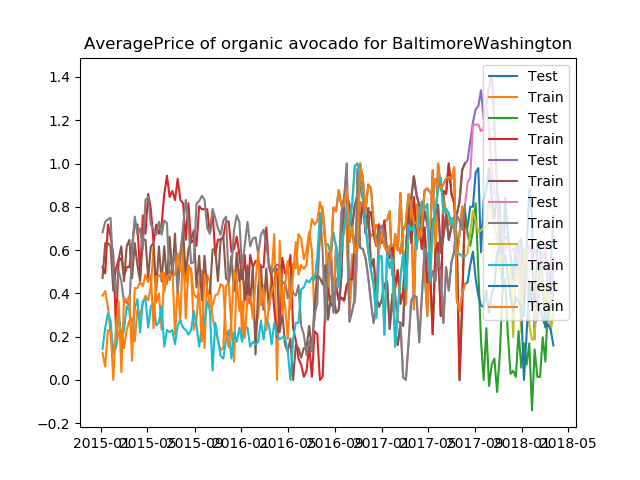 AveragePrice of organic avocado for BaltimoreWashington
1.4
1.2
1.0
0.8
0.6
0.4
0.2
0.0
−0.2
2015-01
2015-05
2015-09
2016-01
2016-05
2016-09
2017-01
2017-05
2017-09
2018-01
2018-05
Test
Train
Test
Train
Test
Train
Test
Train
Test
Train
Test
Train